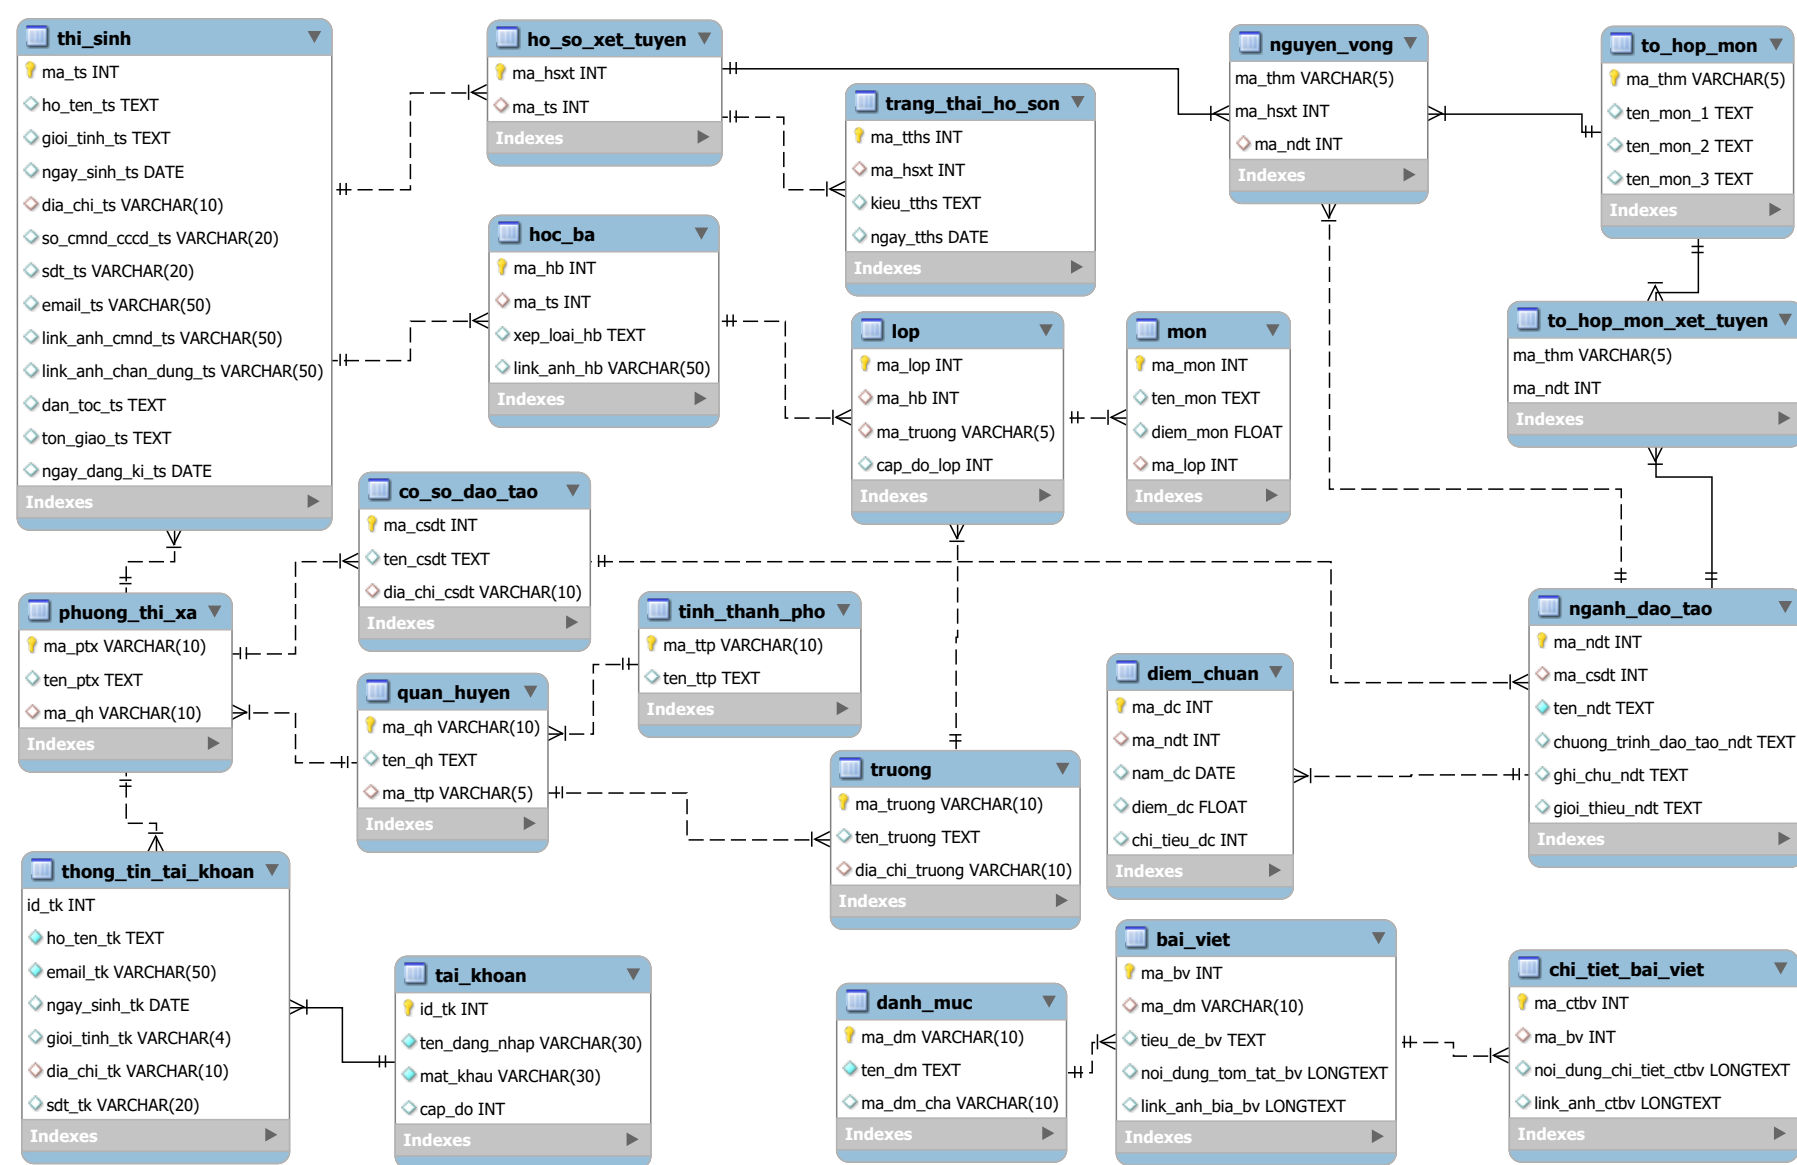 thi_sinh
ma_ts INT
ho_ten_ts TEXT
gioi_tinh_ts TEXT
ngay_sinh_ts DATE
dia_chi_ts VARCHAR(10)
so_cmnd_cccd_ts VARCHAR(20)
sdt_ts VARCHAR(20)
email_ts VARCHAR(50)
link_anh_cmnd_ts VARCHAR(50)
link_anh_chan_dung_ts VARCHAR(50)
dan_toc_ts TEXT
ton_giao_ts TEXT
ngay_dang_ki_ts DATE
Indexes
ho_so_xet_tuyen
ma_hsxt INT
ma_ts INT
Indexes
trang_thai_ho_son
ma_tths INT
ma_hsxt INT
kieu_tths TEXT
ngay_tths DATE
Indexes
nguyen_vong
ma_thm VARCHAR(5)
ma_hsxt INT
ma_ndt INT
Indexes
to_hop_mon
ma_thm VARCHAR(5)
ten_mon_1 TEXT
ten_mon_2 TEXT
ten_mon_3 TEXT
Indexes
hoc_ba
ma_hb INT
ma_ts INT
xep_loai_hb TEXT
link_anh_hb VARCHAR(50)
Indexes
lop
ma_lop INT
ma_hb INT
ma_truong VARCHAR(5)
cap_do_lop INT
Indexes
mon
ma_mon INT
ten_mon TEXT
diem_mon FLOAT
ma_lop INT
Indexes
to_hop_mon_xet_tuyen
ma_thm VARCHAR(5)
ma_ndt INT
Indexes
co_so_dao_tao
ma_csdt INT
ten_csdt TEXT
dia_chi_csdt VARCHAR(10)
Indexes
phuong_thi_xa
ma_ptx VARCHAR(10)
ten_ptx TEXT
ma_qh VARCHAR(10)
Indexes
quan_huyen
ma_qh VARCHAR(10)
ten_qh TEXT
ma_ttp VARCHAR(5)
Indexes
tinh_thanh_pho
ma_ttp VARCHAR(10)
ten_ttp TEXT
Indexes
truong
ma_truong VARCHAR(10)
ten_truong TEXT
dia_chi_truong VARCHAR(10)
Indexes
diem_chuan
ma_dc INT
ma_ndt INT
nam_dc DATE
diem_dc FLOAT
chi_tieu_dc INT
Indexes
nganh_dao_tao
ma_ndt INT
ma_csdt INT
ten_ndt TEXT
chuong_trinh_dao_tao_ndt TEXT
ghi_chu_ndt TEXT
gioi_thieu_ndt TEXT
Indexes
thong_tin_tai_khoan
id_tk INT
ho_ten_tk TEXT
email_tk VARCHAR(50)
ngay_sinh_tk DATE
gioi_tinh_tk VARCHAR(4)
dia_chi_tk VARCHAR(10)
sdt_tk VARCHAR(20)
Indexes
tai_khoan
id_tk INT
ten_dang_nhap VARCHAR(30)
mat_khau VARCHAR(30)
cap_do INT
Indexes
danh_muc
ma_dm VARCHAR(10)
ten_dm TEXT
ma_dm_cha VARCHAR(10)
Indexes
bai_viet
ma_bv INT
ma_dm VARCHAR(10)
tieu_de_bv TEXT
noi_dung_tom_tat_bv LONGTEXT
link_anh_bia_bv LONGTEXT
Indexes
chi_tiet_bai_viet
ma_ctbv INT
ma_bv INT
noi_dung_chi_tiet_ctbv LONGTEXT
link_anh_ctbv LONGTEXT
Indexes